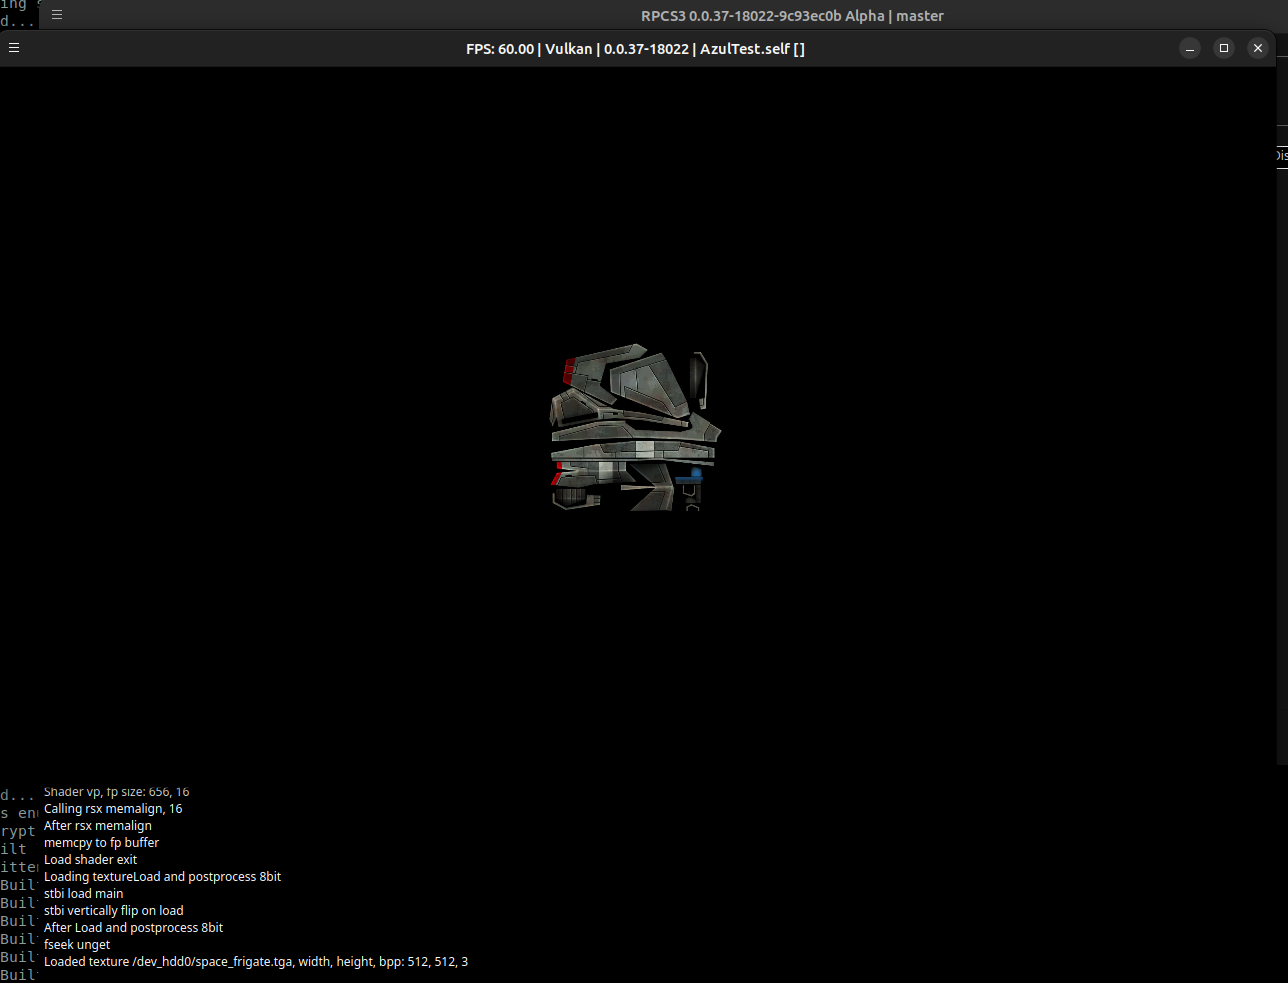 ing s
d...
RPCS3 0.0.37-18022-9c93ec0b Alpha | master
FPS: 60.00 | Vulkan | 0.0.37-18022 | AzulTest.self []
Dis
d...
Shader vp, fp size: 656, 16
s en
Calling rsx memalign, 16
rypt
After rsx memalign
ilt
memcpy to fp buffer
itte
Load shader exit
Buil
Loading textureLoad and postprocess 8bit
Buil
stbi load main
Buil
stbi vertically flip on load
Buil
After Load and postprocess 8bit
Buil
fseek unget
Buil
Loaded texture /dev_hdd0/space_frigate.tga, width, height, bpp: 512, 512, 3